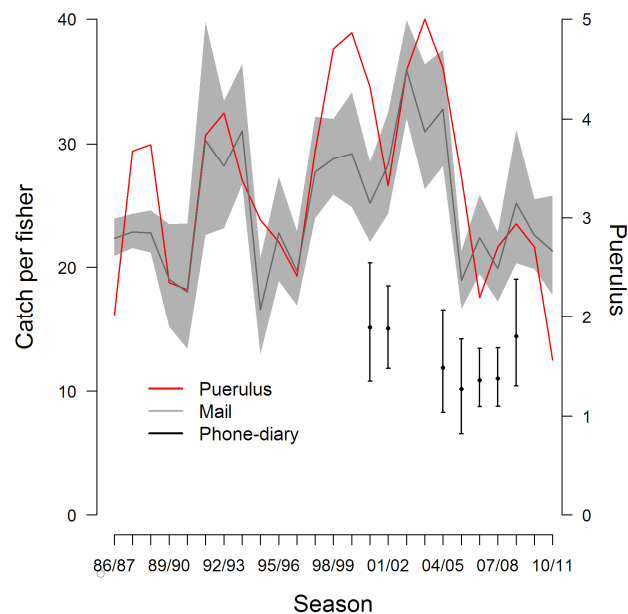 Catch per fisher
40
30
20
10
0
Puerulus
5
4
3
2
1
0
Puerulus
Mail
Phone-diary
86/87 89/90 92/93 95/96 98/99 01/02 04/05 07/08 10/11
Season